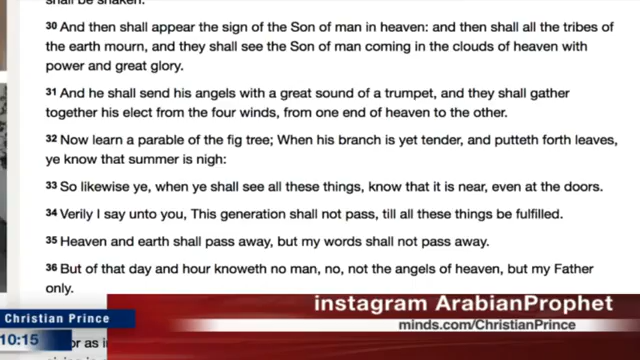 shall be shaken.
30 And then shall appear the sign of the Son of man in heaven: and then shall all the tribes of
the earth mourn, and they shall see the Son of man coming in the clouds of heaven with
power and great glory.
31 And he shall send his angels with a great sound of a trumpet, and they shall gather
together his elect from the four winds, from one end of heaven to the other.
32 Now learn a parable of the fig tree; When his branch is yet tender, and putteth forth leaves,
ye know that summer is nigh:
33 So likewise ye, when ye shall see all these things, know that it is near, even at the doors.
34 Verily I say unto you, This generation shall not pass, till all these things be fulfilled.
35 Heaven and earth shall pass away, but my words shall not pass away.
36 But of that day and hour knoweth no man, no, not the angels of heaven, but my Father
only.
instagram ArabianProphet
Christian Prince
minds.com/ChristianPrince
10:15
as